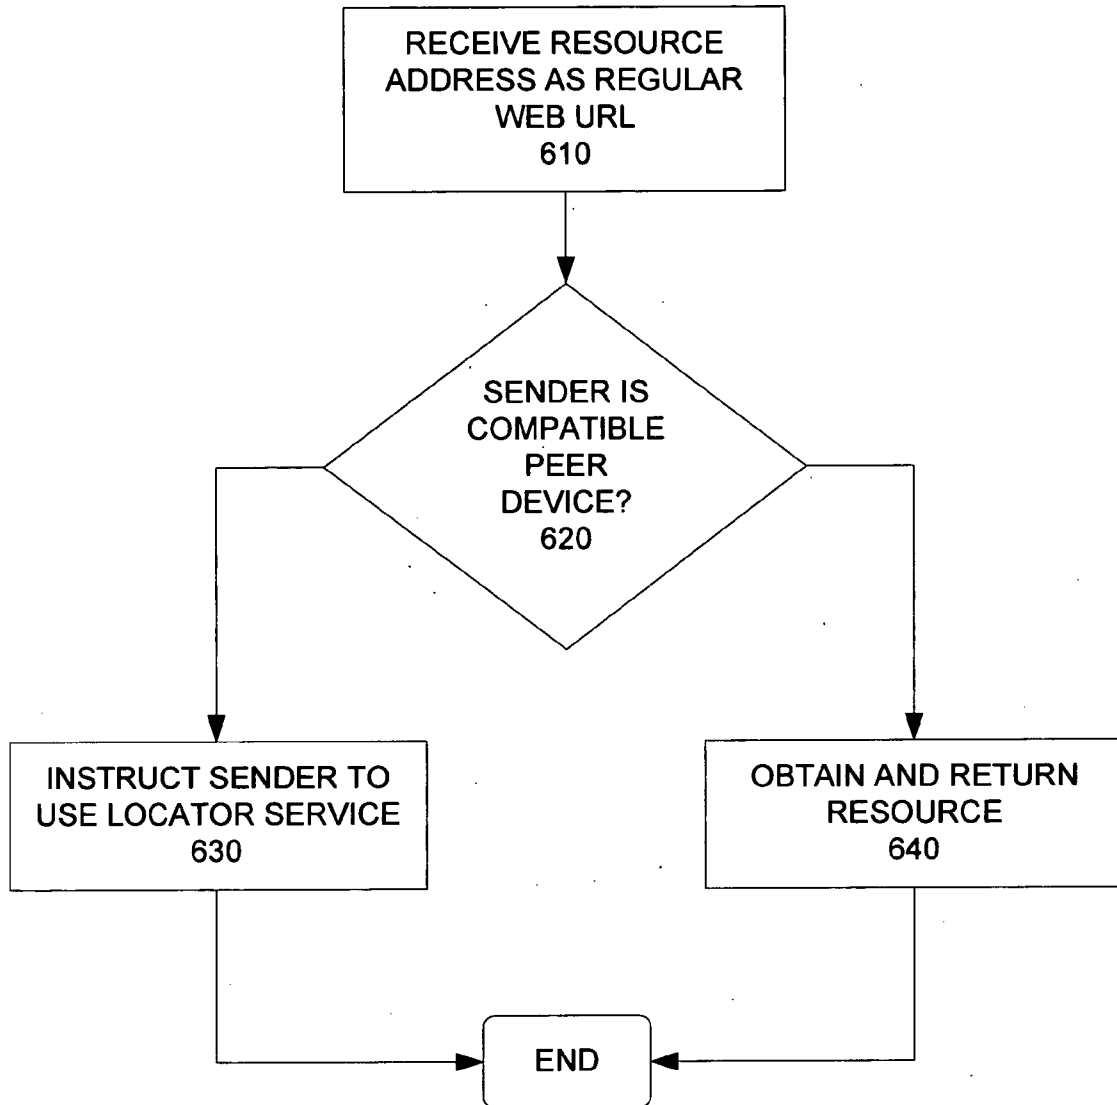 RECEIVE RESOURCE
ADDRESS AS REGULAR
WEB URL
610
SENDER IS
COMPATIBLE
PEER
DEVICE?
620
INSTRUCT SENDER TO
USE LOCATOR SERVICE
630
OBTAIN AND RETURN
RESOURCE
640
END